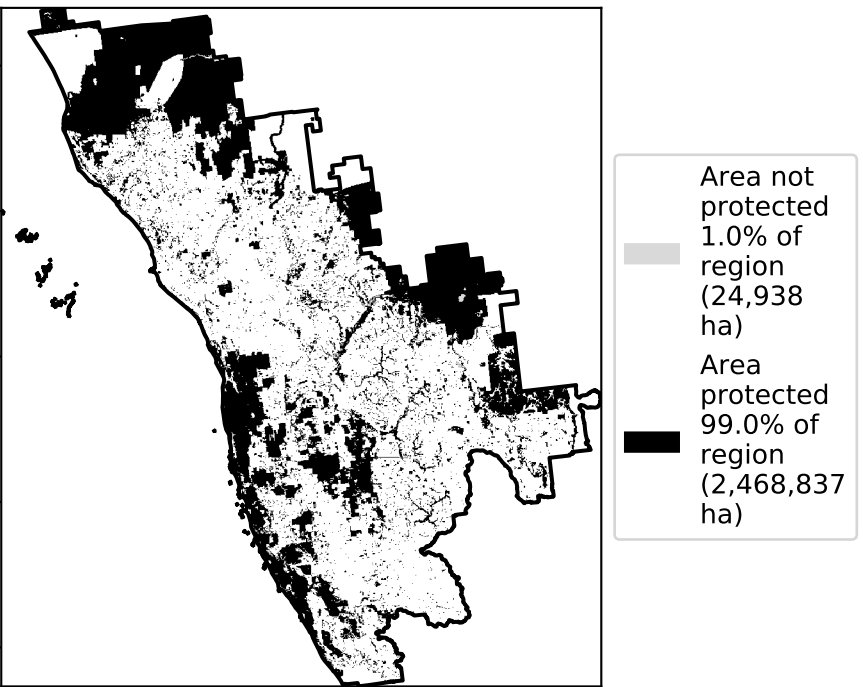 Area not
protected
1.0% of
region
(24,938
ha)
Area
protected
99.0% of
region
(2,468,837
ha)